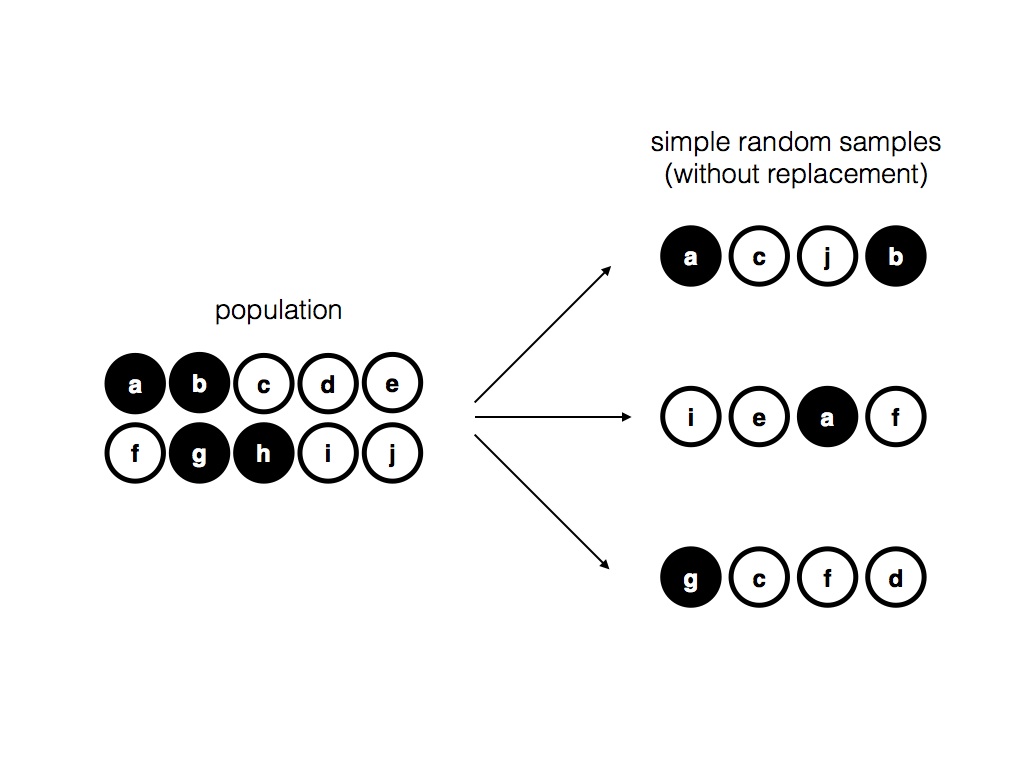 simple random samples
(without replacement)
a c j b
population
a b c d e
f g h i j
i e a f
g c f d